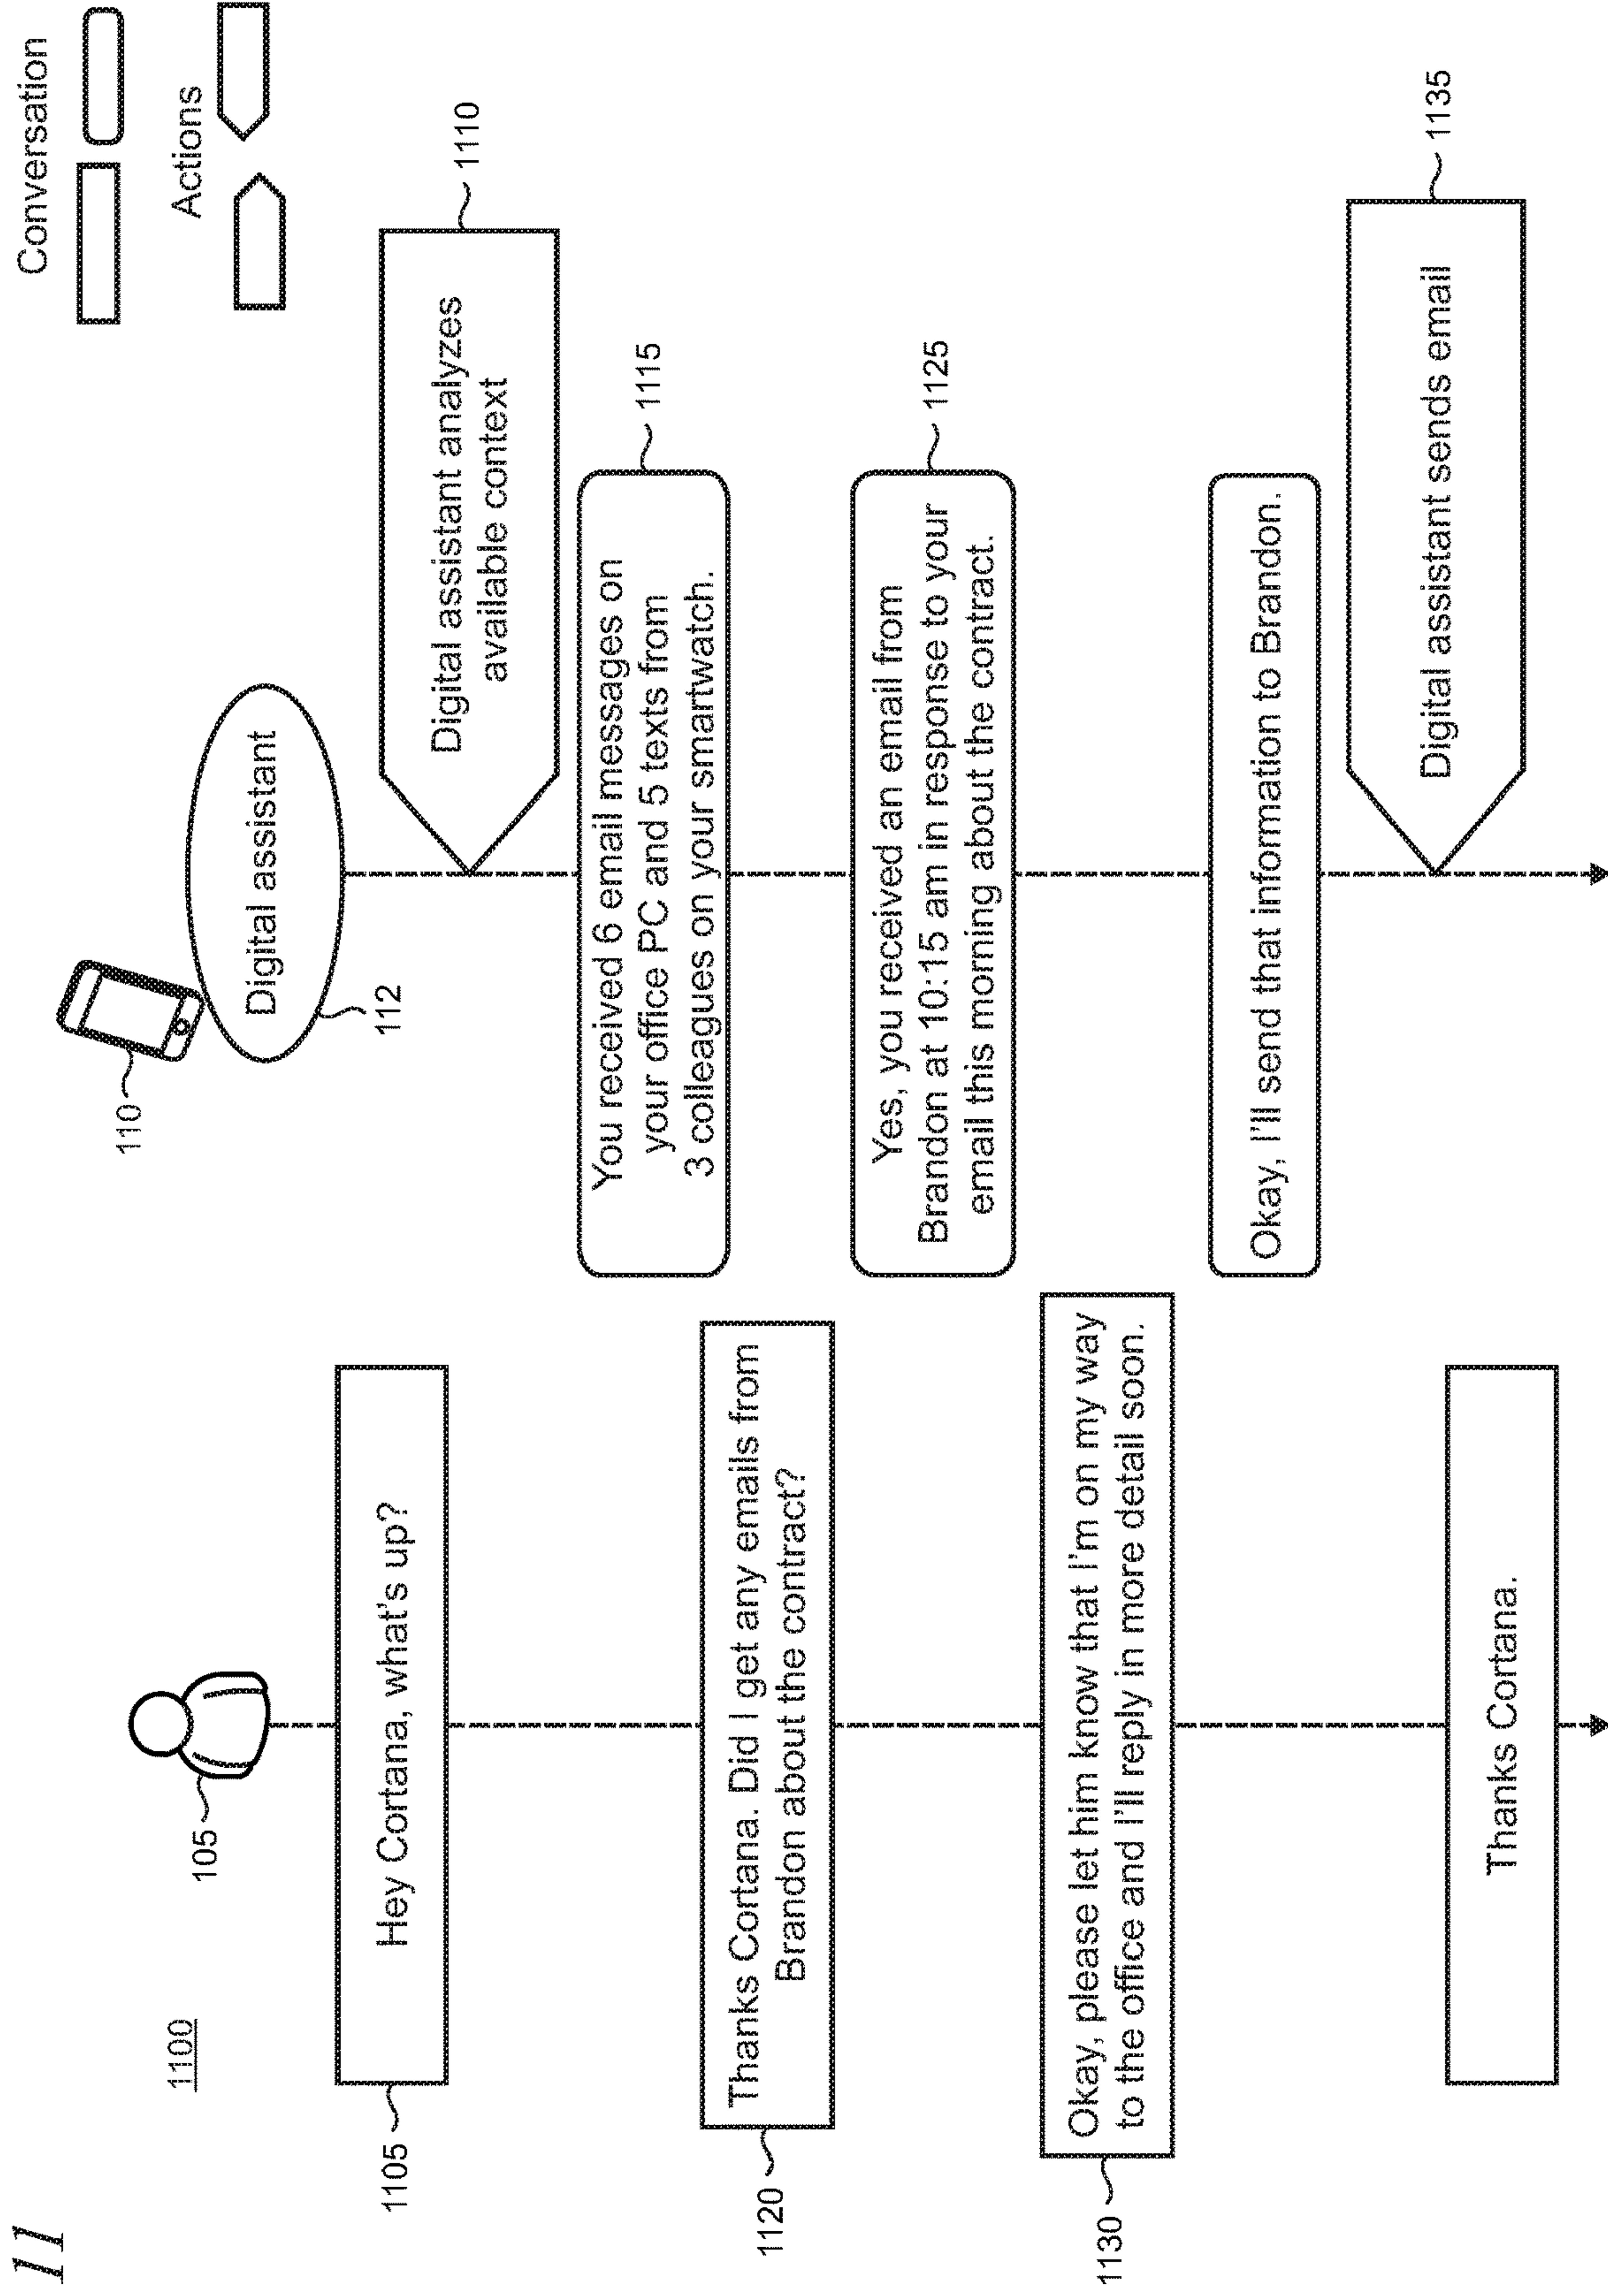 11
1100
Conversation
Actions
105
110
Digital assistant
112
Hey Cortana, what's up?
1105
Digital assistant analyzes
available context
1110
You received 6 email messages on
your office PC and 5 texts from
3 colleagues on your smartwatch.
1115
Thanks Cortana. Did I get any emails from
Brandon about the contract?
1120
Yes, you received an email from
Brandon at 10:15 am in response to your
email this morning about the contract.
1125
Okay, please let him know that I'm on my way
to the office and I'll reply in more detail soon.
1130
Okay, I'll send that information to Brandon.
Digital assistant sends email
1135
Thanks Cortana.